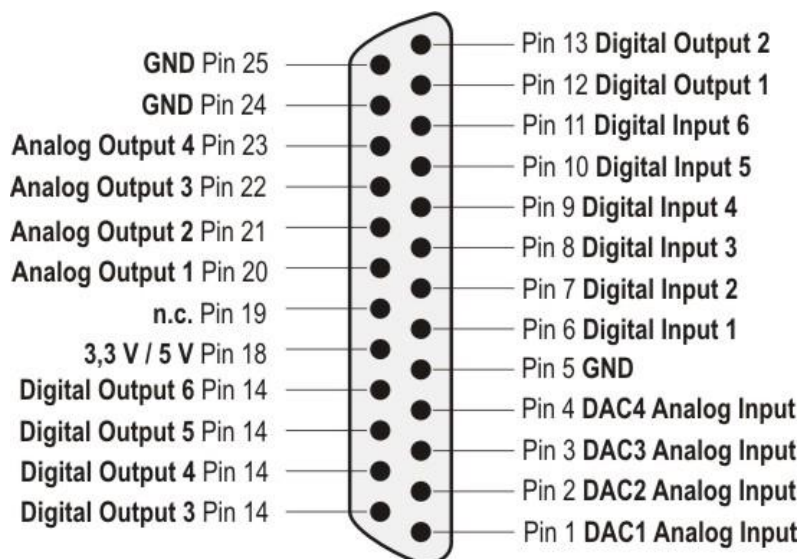 GND Pin 25
GND Pin 24
Analog Output 4 Pin 23
Analog Output 3 Pin 22
Analog Output 2 Pin 21
Analog Output 1 Pin 20
n.c. Pin 19
3,3 V / 5 V Pin 18
Digital Output 6 Pin 14
Digital Output 5 Pin 14
Digital Output 4 Pin 14
Digital Output 3 Pin 14
Pin 13 Digital Output 2
Pin 12 Digital Output 1
Pin 11 Digital Input 6
Pin 10 Digital Input 5
Pin 9 Digital Input 4
Pin 8 Digital Input 3
Pin 7 Digital Input 2
Pin 6 Digital Input 1
Pin 5 GND
Pin 4 DAC4 Analog Input
Pin 3 DAC3 Analog Input
Pin 2 DAC2 Analog Input
Pin 1 DAC1 Analog Input